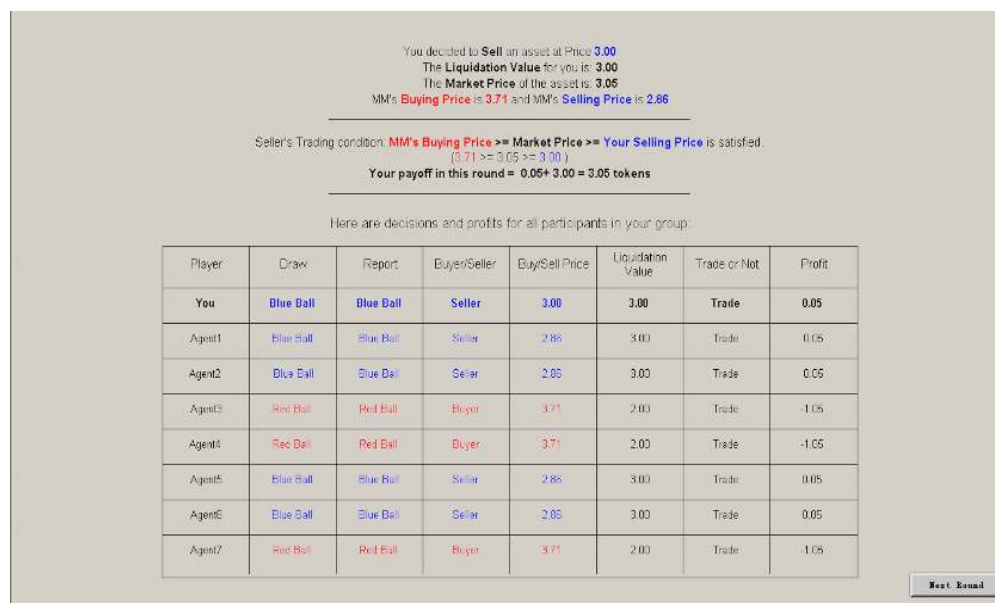 You decided to Sell an asset at Price 3.00
The Liquidation Value for you is: 3.00
The Market Price of the asset is: 3.05
MM's Buying Price is 3.71 and MM's Selling Price is 2.86
Seller's Trading condition: MM's Buying Price >= Market Price >= Your Selling Price is satisfied.
(3.71 >= 3.05 >= 3.00 )
Your payoff in this round = 0.05+ 3.00 = 3.05 tokens
Here are decisions and profits for all participants in your group:
Player Draw Report Buyer/Seller Buy/Sell Price Liquidation Value Trade or Not Profit
You Blue Ball Blue Ball Seller 3.00 3.00 Trade 0.05
Agent1 Blue Ball Blue Ball Seller 2.86 3.00 Trade 0.05
Agent2 Blue Ball Blue Ball Seller 2.86 3.00 Trade 0.05
Agent3 Red Ball Red Ball Buyer 3.71 2.00 Trade -1.05
Agent4 Red Ball Red Ball Buyer 3.71 2.00 Trade -1.05
Agent5 Blue Ball Blue Ball Seller 2.86 3.00 Trade 0.05
Agent6 Blue Ball Blue Ball Seller 2.86 3.00 Trade 0.05
Agent7 Red Ball Red Ball Buyer 3.71 2.00 Trade -1.05
Next Round